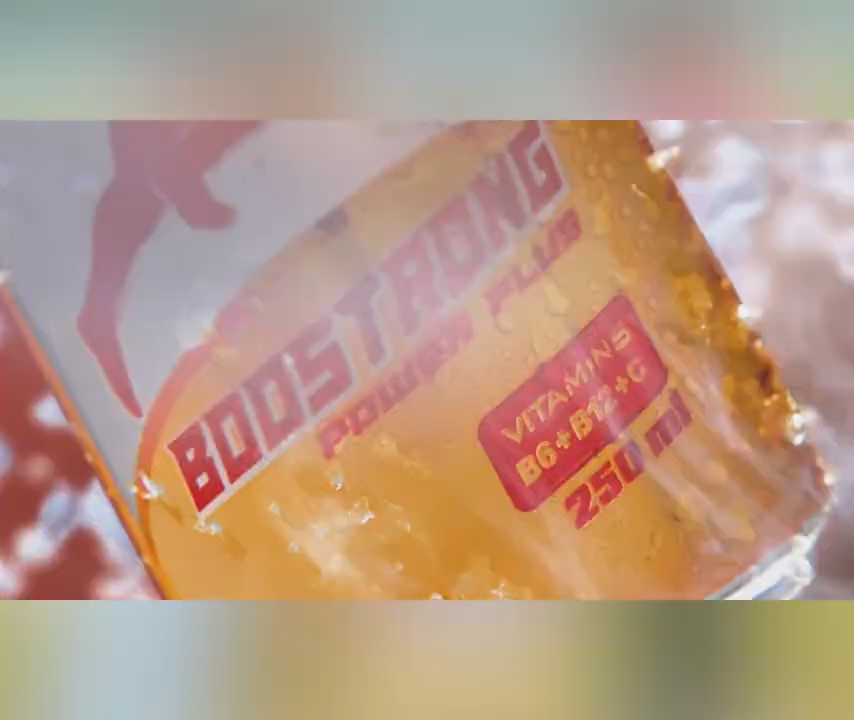 BOOSTRONG
POWER PLUS
VITAMINS
B6+B12+C
250 ml